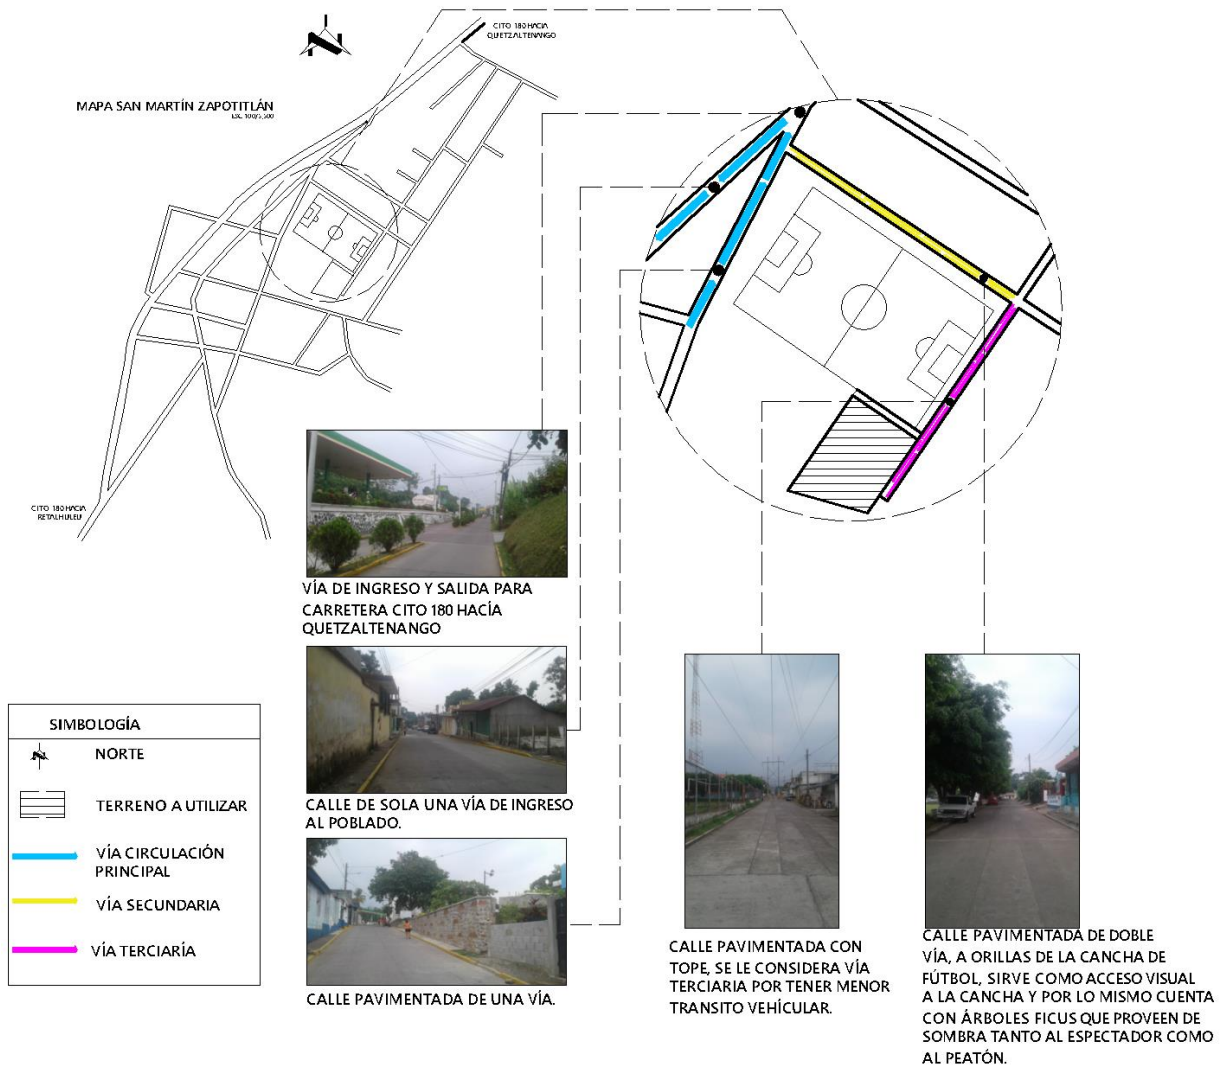 CITO 180 HACIA
QUETZALTENANGO
MAPA SAN MARTÍN ZAPOTITLÁN
CITO 180 HACIA
RETALHULEU
VÍA DE INGRESO Y SALIDA PARA
CARRETERA CITO 180 HACÍA
QUETZALTENANGO
CALLE DE SOLA UNA VÍA DE INGRESO
AL POBLADO.
CALLE PAVIMENTADA DE UNA VÍA.
SIMBOLOGÍA
NORTE
TERRENO A UTILIZAR
VÍA CIRCULACIÓN
PRINCIPAL
VÍA SECUNDARIA
VÍA TERCIARÍA
CALLE PAVIMENTADA CON
TOPE, SE LE CONSIDERA VÍA
TERCIARIA POR TENER MENOR
TRANSITO VEHÍCULAR.
CALLE PAVIMENTADA DE DOBLE
VÍA, A ORILLAS DE LA CANCHA DE
FÚTBOL, SIRVE COMO ACCESO VISUAL
A LA CANCHA Y POR LO MISMO CUENTA
CON ÁRBOLES FICUS QUE PROVEEN DE
SOMBRA TANTO AL ESPECTADOR COMO
AL PEATÓN.